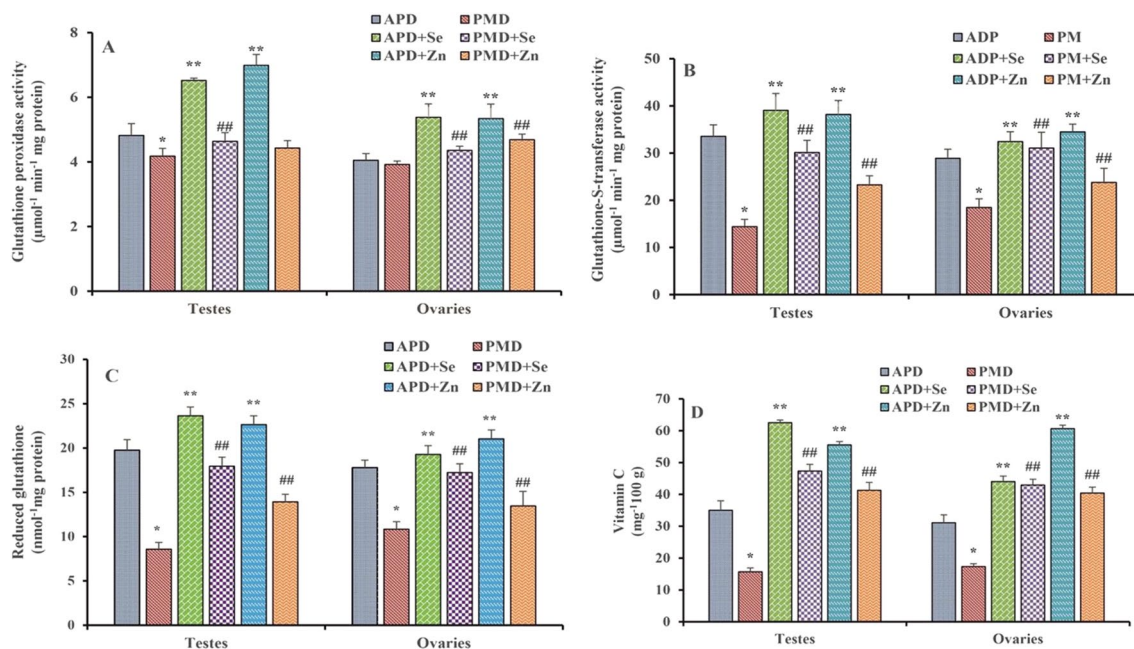 A
APD PMD
APD+Se PMD+Se
APD+Zn PMD+Zn
Glutathione peroxidase activity
(µmol⁻¹ min⁻¹ mg protein)
8
6
4
2
0
** ** * ## ** ** ## ##
Testes Ovaries
B
ADP PM
ADP+Se PM+Se
ADP+Zn PM+Zn
Glutathione-S-transferase activity
(µmol⁻¹ min⁻¹ mg protein)
50
40
30
20
10
0
* ** ## ** ## * ** ## ** ##
Testes Ovaries
C
APD PMD
APD+Se PMD+Se
APD+Zn PMD+Zn
Reduced glutathione
(nmol⁻¹mg protein)
30
25
20
15
10
5
0
* ** ## ** ## * ** ## ** ##
Testes Ovaries
D
APD PMD
APD+Se PMD+Se
APD+Zn PMD+Zn
Vitamin C
(mg⁻¹100 g)
80
70
60
50
40
30
20
10
0
* ** ## ** ## * ** ## ** ##
Testes Ovaries